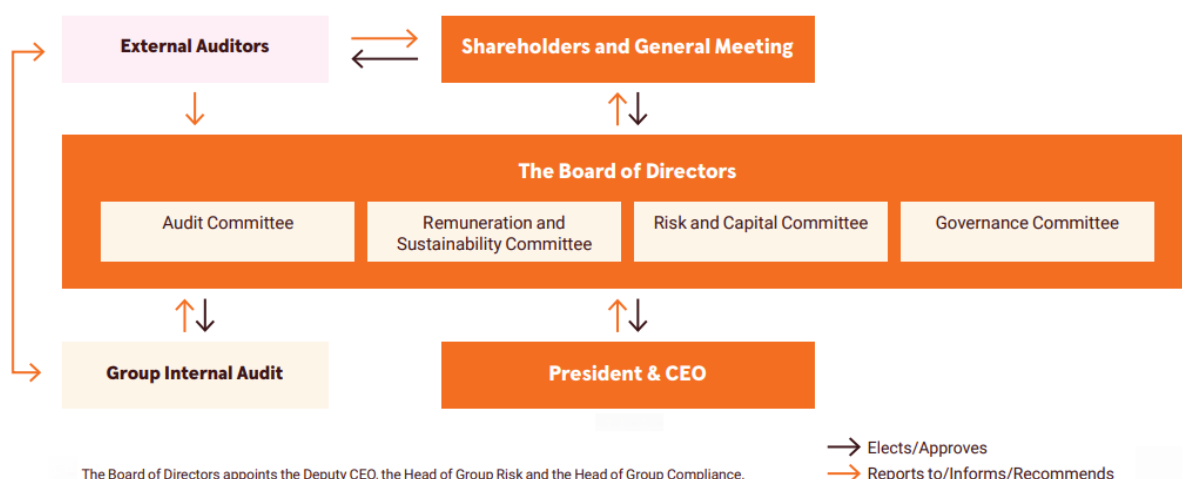 External Auditors
Shareholders and General Meeting
The Board of Directors
Audit Committee
Remuneration and
Sustainability Committee
Risk and Capital Committee
Governance Committee
Group Internal Audit
President & CEO
Elects/Approves
The Board of Directors appoints the Deputy CEO, the Head of Group Risk and the Head of Group Compliance.
Reports to/Informs/Recommends